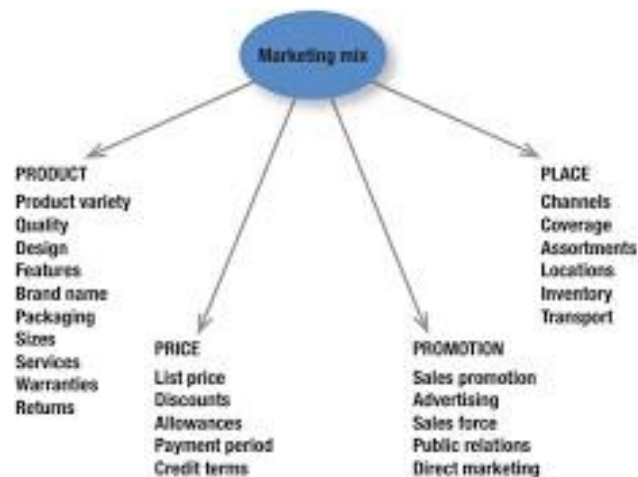 Marketing mix
PRODUCT
Product variety
Quality
Design
Features
Brand name
Packaging
Sizes
Services
Warranties
Returns
PRICE
List price
Discounts
Allowances
Payment period
Credit terms
PROMOTION
Sales promotion
Advertising
Sales force
Public relations
Direct marketing
PLACE
Channels
Coverage
Assortments
Locations
Inventory
Transport